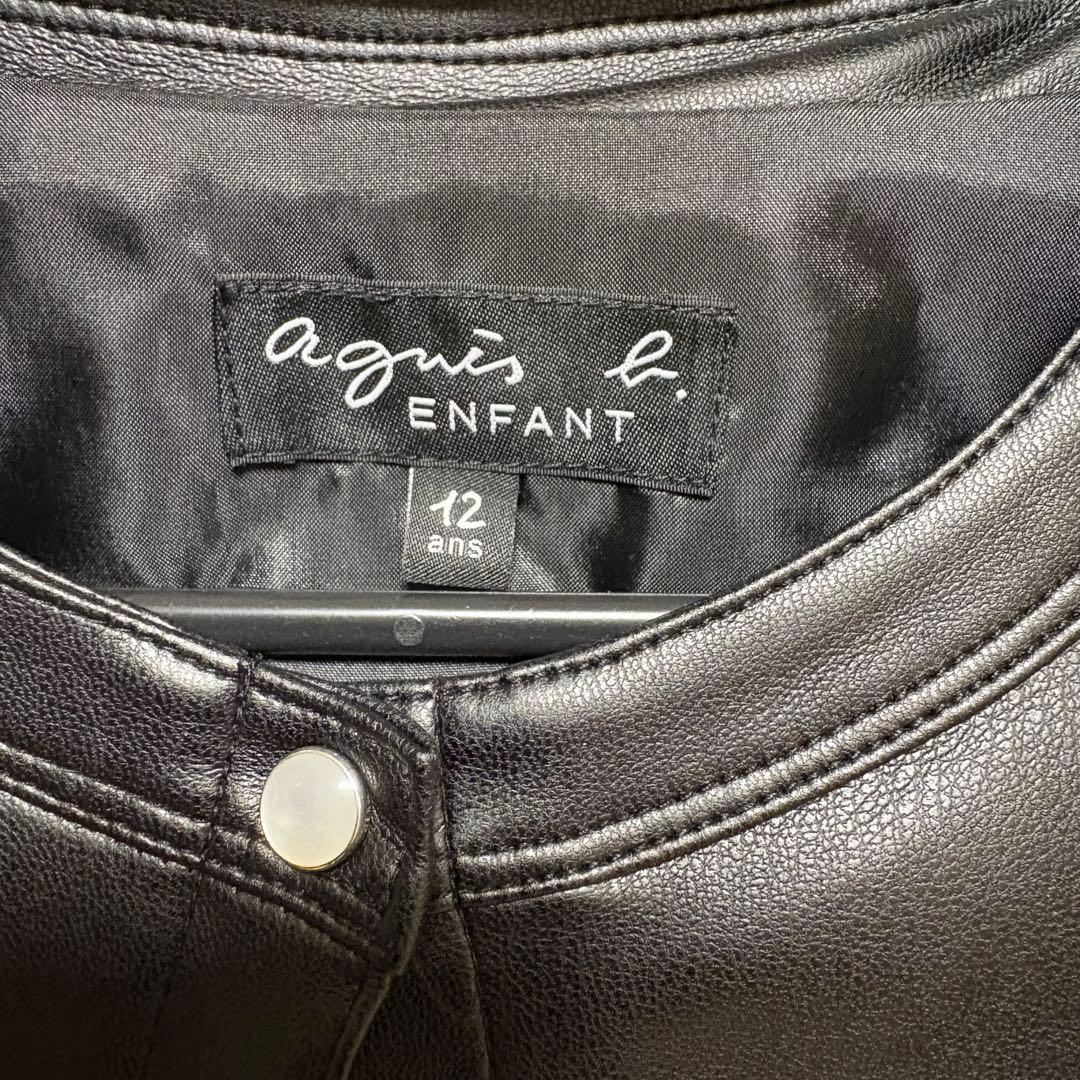 agnès b.
ENFANT
12
ans